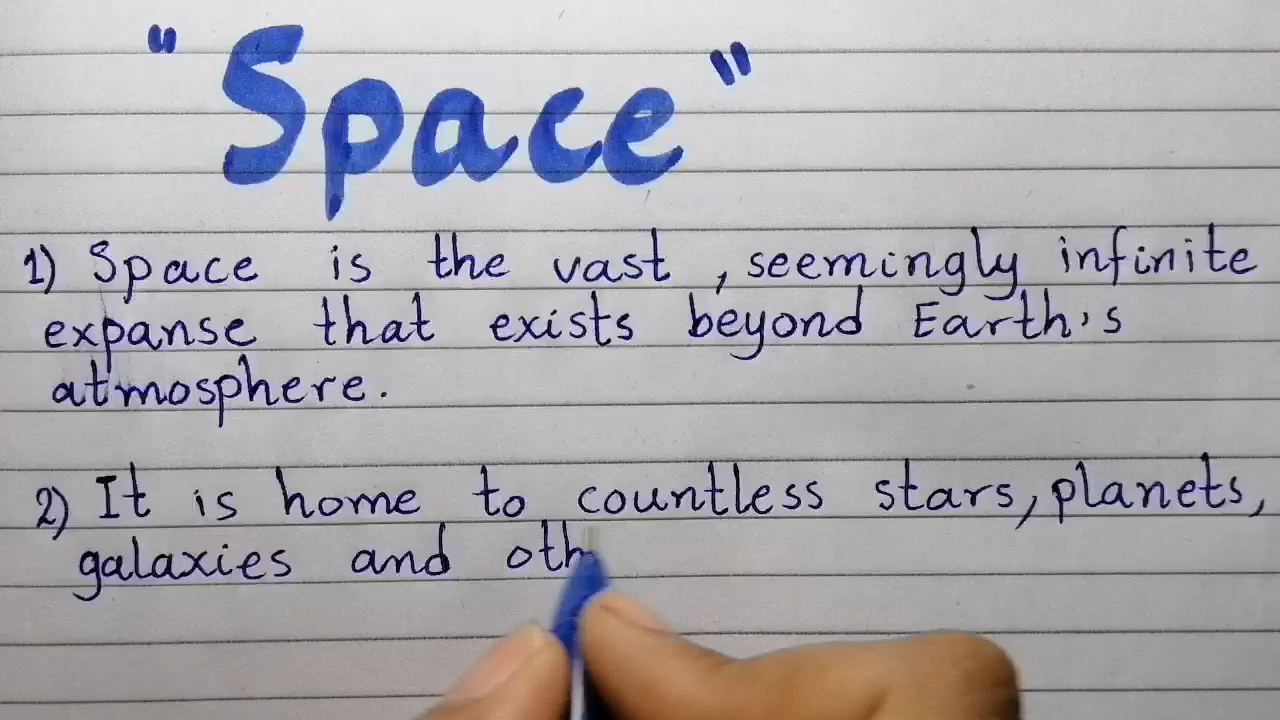 "Space"
1) Space is the vast , seemingly infinite
expanse that exists beyond Earth's
atmosphere.
2) It is home to countless stars, planets,
galaxies and oth